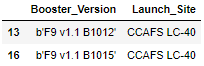 Booster_Version Launch_Site
13 b'F9 v1.1 B1012' CCAFS LC-40
16 b'F9 v1.1 B1015' CCAFS LC-40